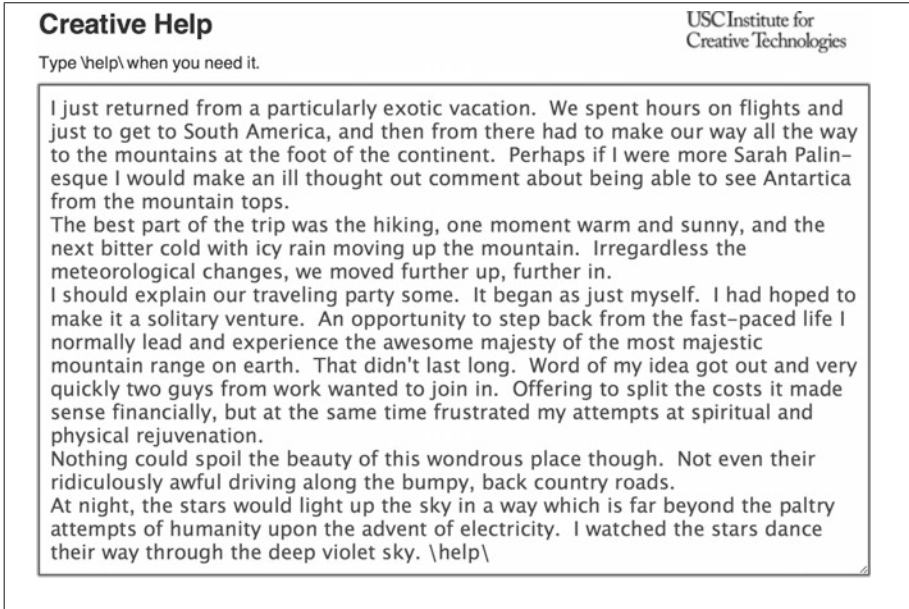 Creative Help
USC Institute for
Creative Technologies
Type \help\ when you need it.
I just returned from a particularly exotic vacation.  We spent hours on flights and
just to get to South America, and then from there had to make our way all the way
to the mountains at the foot of the continent.  Perhaps if I were more Sarah Palin-
esque I would make an ill thought out comment about being able to see Antartica
from the mountain tops.
The best part of the trip was the hiking, one moment warm and sunny, and the
next bitter cold with icy rain moving up the mountain.  Irregardless the
meteorological changes, we moved further up, further in.
I should explain our traveling party some.  It began as just myself.  I had hoped to
make it a solitary venture.  An opportunity to step back from the fast-paced life I
normally lead and experience the awesome majesty of the most majestic
mountain range on earth.  That didn't last long.  Word of my idea got out and very
quickly two guys from work wanted to join in.  Offering to split the costs it made
sense financially, but at the same time frustrated my attempts at spiritual and
physical rejuvenation.
Nothing could spoil the beauty of this wondrous place though.  Not even their
ridiculously awful driving along the bumpy, back country roads.
At night, the stars would light up the sky in a way which is far beyond the paltry
attempts of humanity upon the advent of electricity.  I watched the stars dance
their way through the deep violet sky. \help\